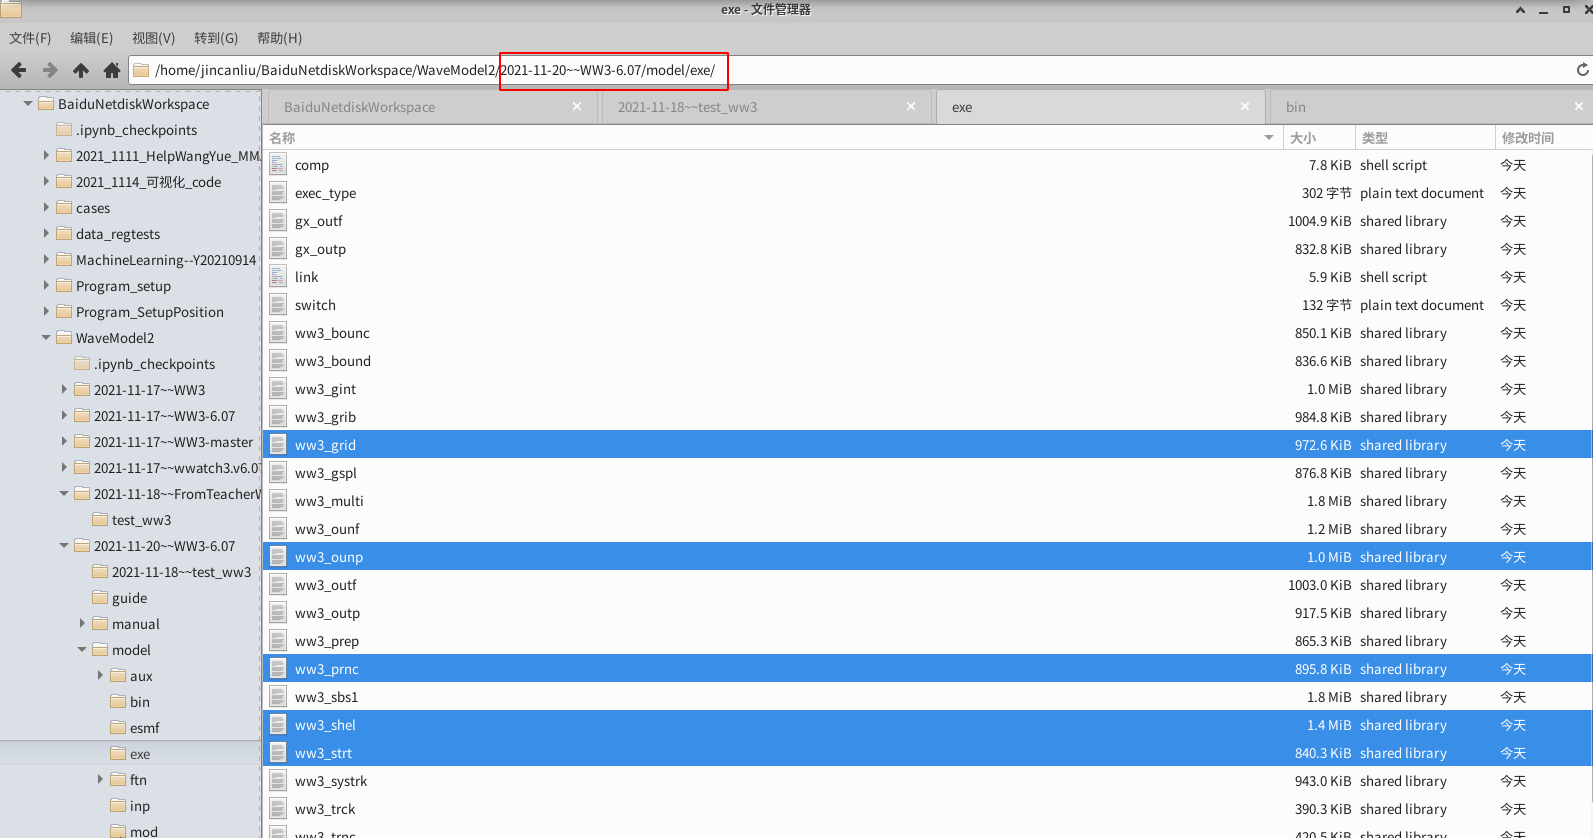 exe - 文件管理器
文件(F) 编辑(E) 视图(V) 转到(G) 帮助(H)
/home/jincanliu/BaiduNetdiskWorkspace/WaveModel2/2021-11-20~~WW3-6.07/model/exe/
BaiduNetdiskWorkspace
.ipynb_checkpoints
2021_1111_HelpWangYue_MM
2021_1114_可视化_code
cases
data_regtests
MachineLearning--Y20210914
Program_setup
Program_SetupPosition
WaveModel2
.ipynb_checkpoints
2021-11-17~~WW3
2021-11-17~~WW3-6.07
2021-11-17~~WW3-master
2021-11-17~~wwatch3.v6.07
2021-11-18~~FromTeacherW
test_ww3
2021-11-20~~WW3-6.07
2021-11-18~~test_ww3
guide
manual
model
aux
bin
esmf
exe
ftn
inp
mod
BaiduNetdiskWorkspace 2021-11-18~~test_ww3 exe bin
名称 大小 类型 修改时间
comp 7.8 KiB shell script 今天
exec_type 302 字节 plain text document 今天
gx_outf 1004.9 KiB shared library 今天
gx_outp 832.8 KiB shared library 今天
link 5.9 KiB shell script 今天
switch 132 字节 plain text document 今天
ww3_bounc 850.1 KiB shared library 今天
ww3_bound 836.6 KiB shared library 今天
ww3_gint 1.0 MiB shared library 今天
ww3_grib 984.8 KiB shared library 今天
ww3_grid 972.6 KiB shared library 今天
ww3_gspl 876.8 KiB shared library 今天
ww3_multi 1.8 MiB shared library 今天
ww3_ounf 1.2 MiB shared library 今天
ww3_ounp 1.0 MiB shared library 今天
ww3_outf 1003.0 KiB shared library 今天
ww3_outp 917.5 KiB shared library 今天
ww3_prep 865.3 KiB shared library 今天
ww3_prnc 895.8 KiB shared library 今天
ww3_sbs1 1.8 MiB shared library 今天
ww3_shel 1.4 MiB shared library 今天
ww3_strt 840.3 KiB shared library 今天
ww3_systrk 943.0 KiB shared library 今天
ww3_trck 390.3 KiB shared library 今天
ww3_trnc 420.5 KiB shared library 今天